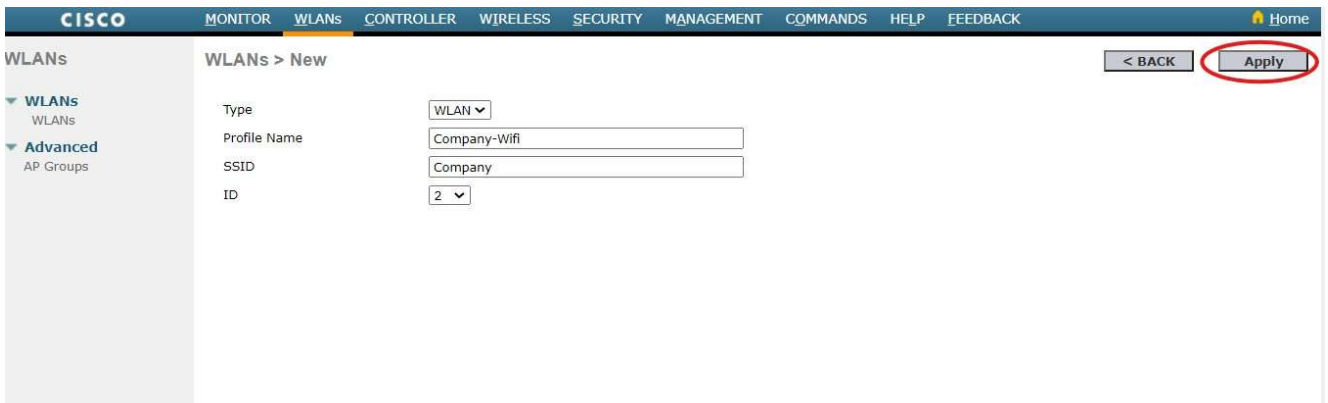 CISCO
MONITOR WLANs CONTROLLER WIRELESS SECURITY MANAGEMENT COMMANDS HELP FEEDBACK
Home
WLANs
WLANs
WLANs
Advanced
AP Groups
WLANs > New
< BACK
Apply
Type WLAN
Profile Name Company-Wifi
SSID Company
ID 2